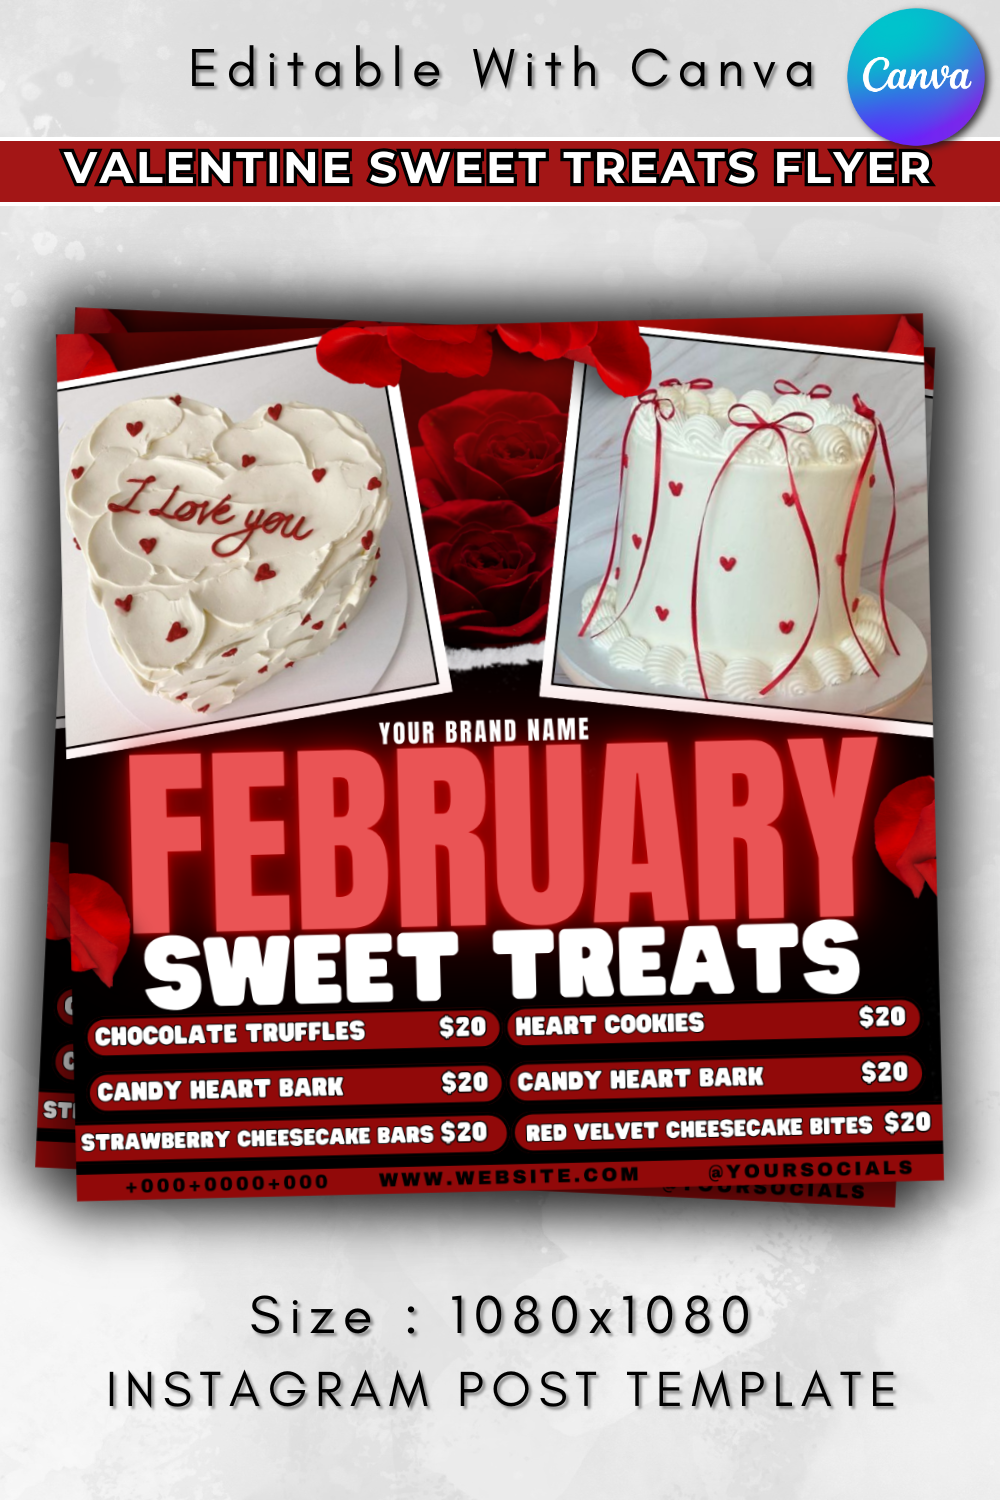 Editable With Canva
Canva
VALENTINE SWEET TREATS FLYER
I Love you
YOUR BRAND NAME
FEBRUARY
SWEET TREATS
CHOCOLATE TRUFFLES $20
HEART COOKIES $20
CANDY HEART BARK $20
CANDY HEART BARK $20
STRAWBERRY CHEESECAKE BARS $20
RED VELVET CHEESECAKE BITES $20
+000+0000+000
WWW.WEBSITE.COM
@YOURSOCIALS
@YOURSOCIALS
Size : 1080x1080
INSTAGRAM POST TEMPLATE